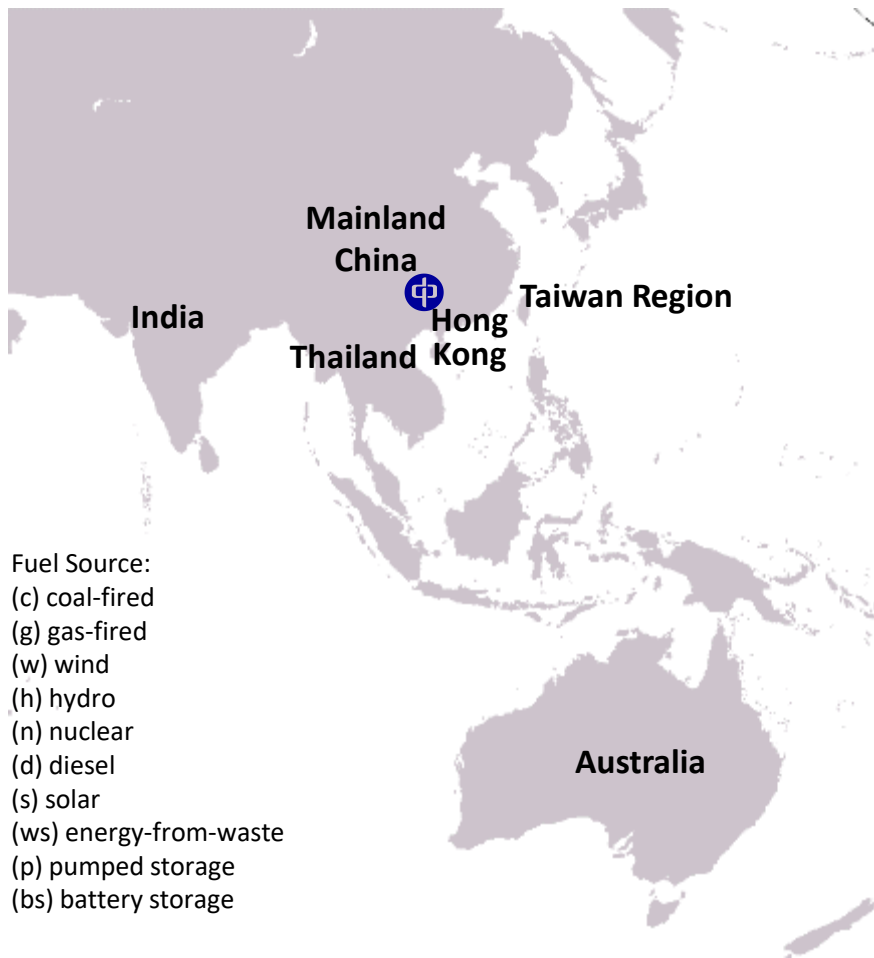 Mainland
China
India
Taiwan Region
Hong
Thailand Kong
Fuel Source:
(c) coal-fired
(g) gas-fired
(w) wind
(h) hydro
(n) nuclear
(d) diesel
(s) solar
(ws) energy-from-waste
(p) pumped storage
(bs) battery storage
Australia